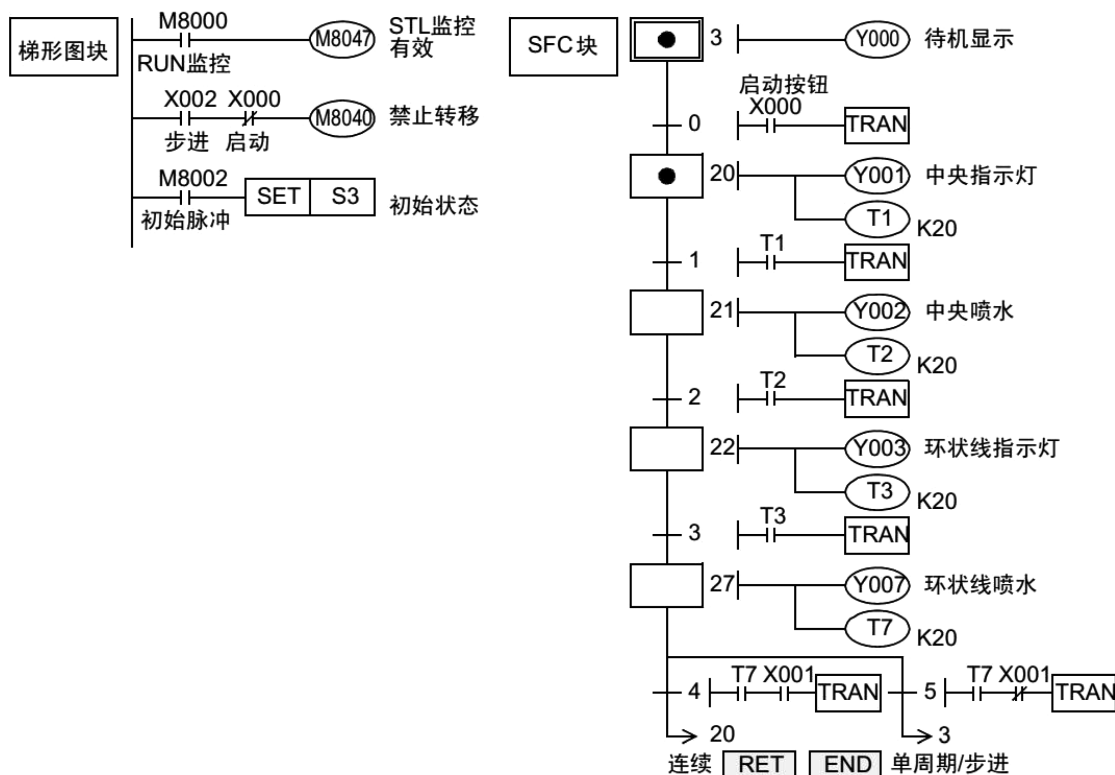 梯形图块
M8000
RUN监控
M8047
STL监控
有效
X002 X000
步进 启动
M8040
禁止转移
M8002
初始脉冲
SET S3
初始状态
SFC块
3
Y000
待机显示
启动按钮
X000
0
TRAN
20
Y001
中央指示灯
T1
K20
1
T1
TRAN
21
Y002
中央喷水
T2
K20
2
T2
TRAN
22
Y003
环状线指示灯
T3
K20
3
T3
TRAN
27
Y007
环状线喷水
T7
K20
4
T7 X001
TRAN
5
T7 X001
TRAN
20
3
连续 RET END 单周期/步进